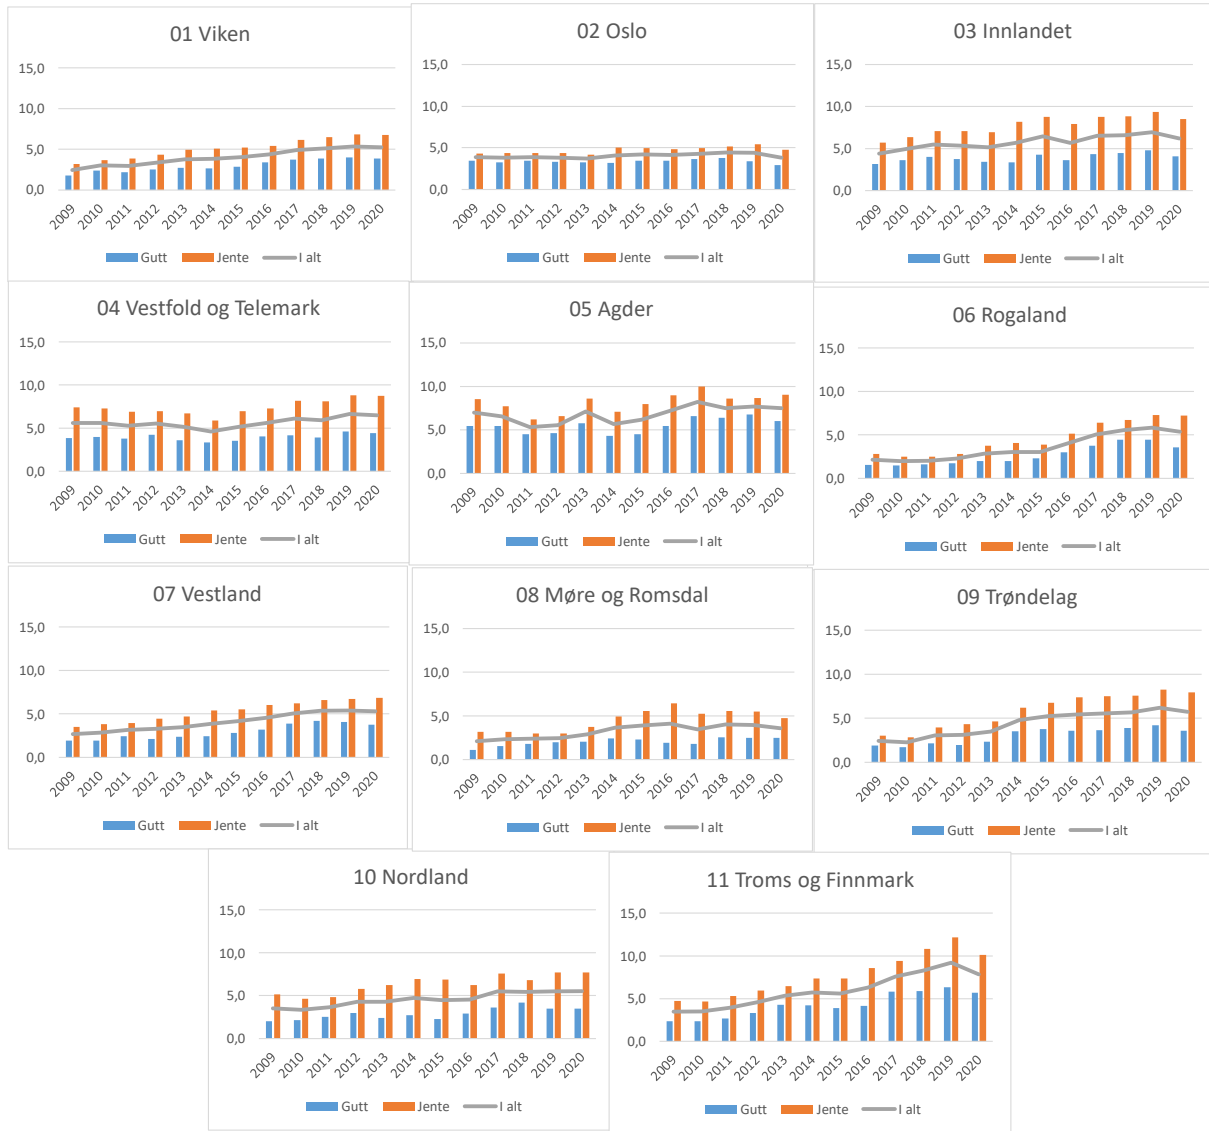 01 Viken
15,0
10,0
5,0
0,0
2009 2010 2011 2012 2013 2014 2015 2016 2017 2018 2019 2020
Gutt Jente I alt
02 Oslo
15,0
10,0
5,0
0,0
2009 2010 2011 2012 2013 2014 2015 2016 2017 2018 2019 2020
Gutt Jente I alt
03 Innlandet
15,0
10,0
5,0
0,0
2009 2010 2011 2012 2013 2014 2015 2016 2017 2018 2019 2020
Gutt Jente I alt
04 Vestfold og Telemark
15,0
10,0
5,0
0,0
2009 2010 2011 2012 2013 2014 2015 2016 2017 2018 2019 2020
Gutt Jente I alt
05 Agder
15,0
10,0
5,0
0,0
2009 2010 2011 2012 2013 2014 2015 2016 2017 2018 2019 2020
Gutt Jente I alt
06 Rogaland
15,0
10,0
5,0
0,0
2009 2010 2011 2012 2013 2014 2015 2016 2017 2018 2019 2020
Gutt Jente I alt
07 Vestland
15,0
10,0
5,0
0,0
2009 2010 2011 2012 2013 2014 2015 2016 2017 2018 2019 2020
Gutt Jente I alt
08 Møre og Romsdal
15,0
10,0
5,0
0,0
2009 2010 2011 2012 2013 2014 2015 2016 2017 2018 2019 2020
Gutt Jente I alt
09 Trøndelag
15,0
10,0
5,0
0,0
2009 2010 2011 2012 2013 2014 2015 2016 2017 2018 2019 2020
Gutt Jente I alt
10 Nordland
15,0
10,0
5,0
0,0
2009 2010 2011 2012 2013 2014 2015 2016 2017 2018 2019 2020
Gutt Jente I alt
11 Troms og Finnmark
15,0
10,0
5,0
0,0
2009 2010 2011 2012 2013 2014 2015 2016 2017 2018 2019 2020
Gutt Jente I alt